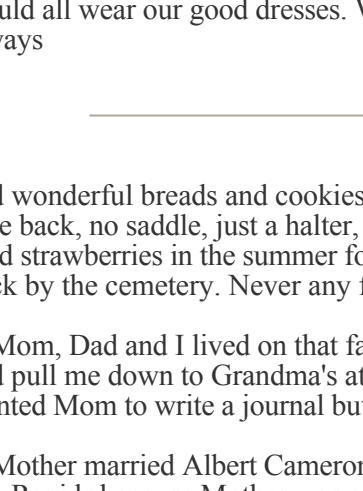 uld all wear our good dresses.
ways
wonderful breads and cookies
e back, no saddle, just a halter,
d strawberries in the summer fo
ck by the cemetery. Never any
Mom, Dad and I lived on that fa
d pull me down to Grandma's at
nted Mom to write a journal but
Mother married Albert Cameron